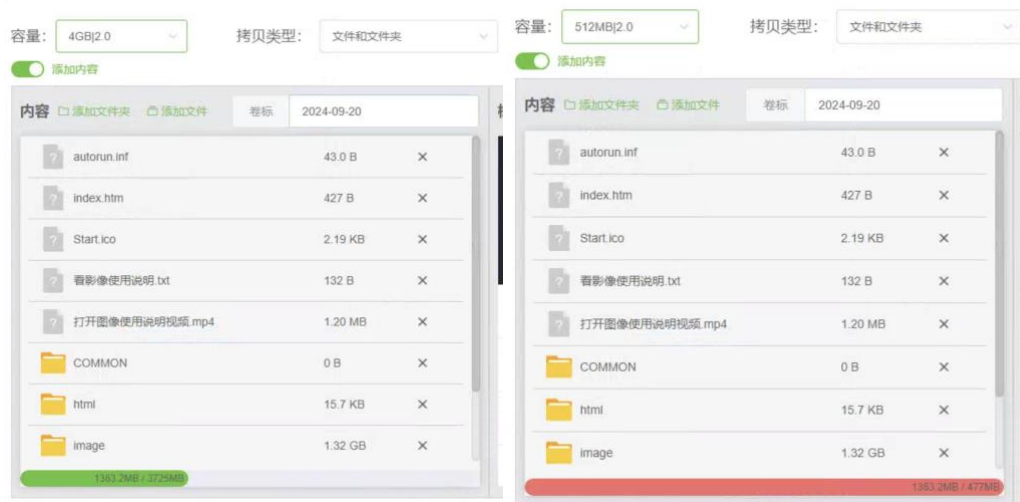 容量： 4GB|2.0 拷贝类型： 文件和文件夹
添加内容
内容 添加文件夹 添加文件 卷标 2024-09-20
autorun.inf 43.0 B ×
index.htm 427 B ×
Start.ico 2.19 KB ×
看影像使用说明.txt 132 B ×
打开图像使用说明视频.mp4 1.20 MB ×
COMMON 0 B ×
html 15.7 KB ×
image 1.32 GB ×
1363.2MB / 3725MB
容量： 512MB|2.0 拷贝类型： 文件和文件夹
添加内容
内容 添加文件夹 添加文件 卷标 2024-09-20
autorun.inf 43.0 B ×
index.htm 427 B ×
Start.ico 2.19 KB ×
看影像使用说明.txt 132 B ×
打开图像使用说明视频.mp4 1.20 MB ×
COMMON 0 B ×
html 15.7 KB ×
image 1.32 GB ×
1363.2MB / 477MB